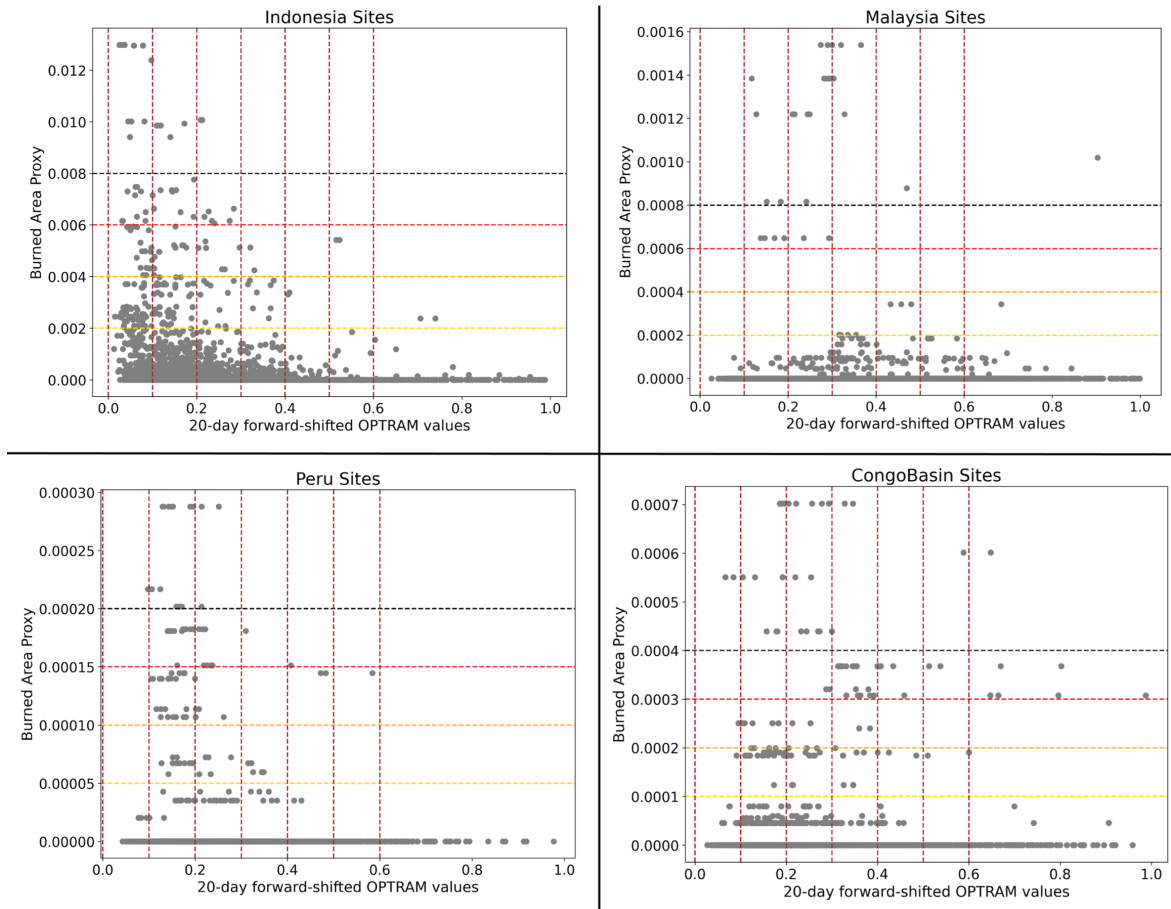 Indonesia Sites
Burned Area Proxy
0.012
0.010
0.008
0.006
0.004
0.002
0.000
0.0 0.2 0.4 0.6 0.8 1.0
20-day forward-shifted OPTRAM values
Malaysia Sites
Burned Area Proxy
0.0016
0.0014
0.0012
0.0010
0.0008
0.0006
0.0004
0.0002
0.0000
0.0 0.2 0.4 0.6 0.8 1.0
20-day forward-shifted OPTRAM values
Peru Sites
Burned Area Proxy
0.00030
0.00025
0.00020
0.00015
0.00010
0.00005
0.00000
0.0 0.2 0.4 0.6 0.8 1.0
20-day forward-shifted OPTRAM values
CongoBasin Sites
Burned Area Proxy
0.0007
0.0006
0.0005
0.0004
0.0003
0.0002
0.0001
0.0000
0.0 0.2 0.4 0.6 0.8 1.0
20-day forward-shifted OPTRAM values